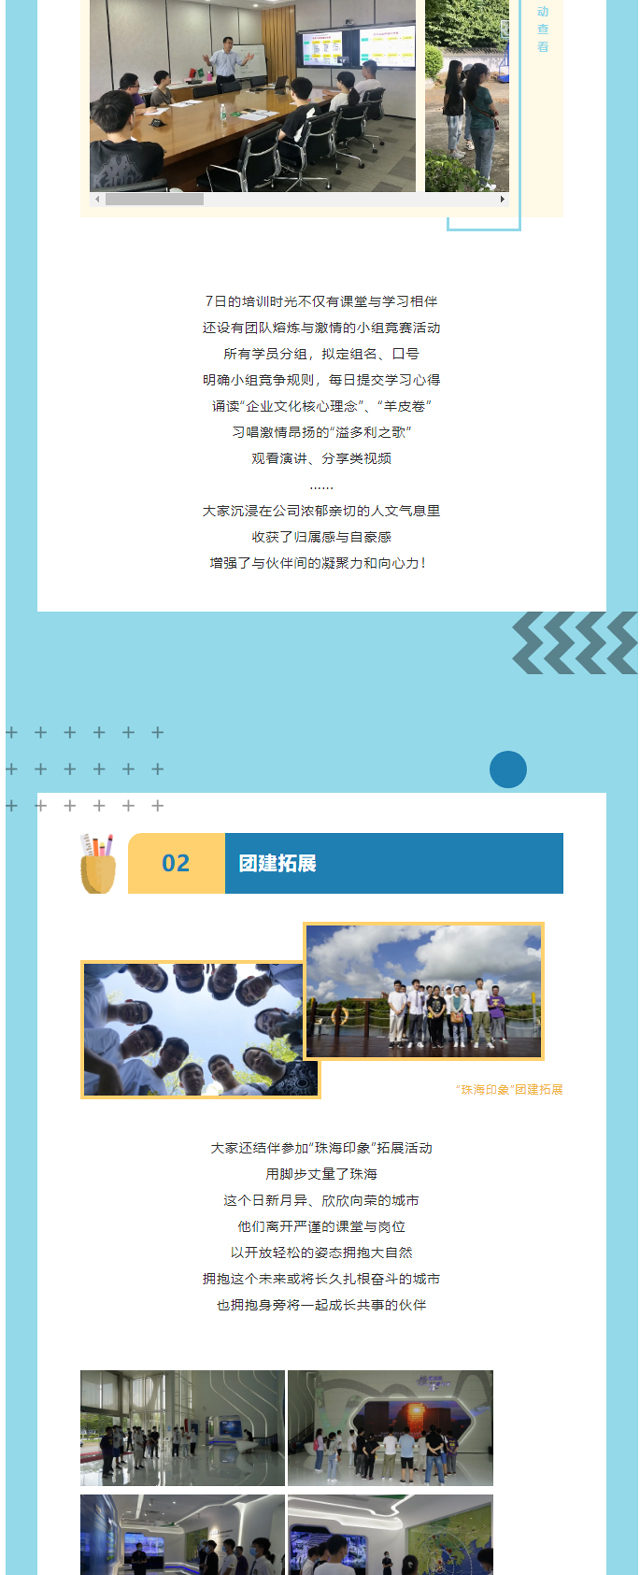 动
查
看
7日的培训时光不仅有课堂与学习相伴
还设有团队熔炼与激情的小组竞赛活动
所有学员分组，拟定组名、口号
明确小组竞争规则，每日提交学习心得
诵读“企业文化核心理念”、“羊皮卷”
习唱激情昂扬的“溢多利之歌”
观看演讲、分享类视频
......
大家沉浸在公司浓郁亲切的人文气息里
收获了归属感与自豪感
增强了与伙伴间的凝聚力和向心力！
02 团建拓展
“珠海印象”团建拓展
大家还结伴参加“珠海印象”拓展活动
用脚步丈量了珠海
这个日新月异、欣欣向荣的城市
他们离开严谨的课堂与岗位
以开放轻松的姿态拥抱大自然
拥抱这个未来或将长久扎根奋斗的城市
也拥抱身旁将一起成长共事的伙伴